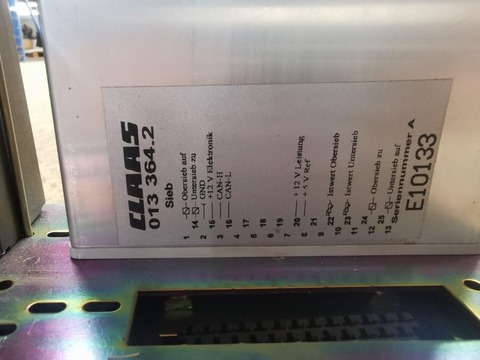 CLAAS
013 364.2
Sieb
1 Obersieb auf
14 Untersieb zu
2 GND
15 +12 V Elektronik
3 CAN-H
16 CAN-L
4
17
5
18
6
19
7
20 + 12 V Leistung
8 + 5 V Ref
21
9
22 Istwert Obersieb
10
23 Istwert Untersieb
11
24
12 Obersieb zu
25
13 Untersieb
Seriennummer A
E10133